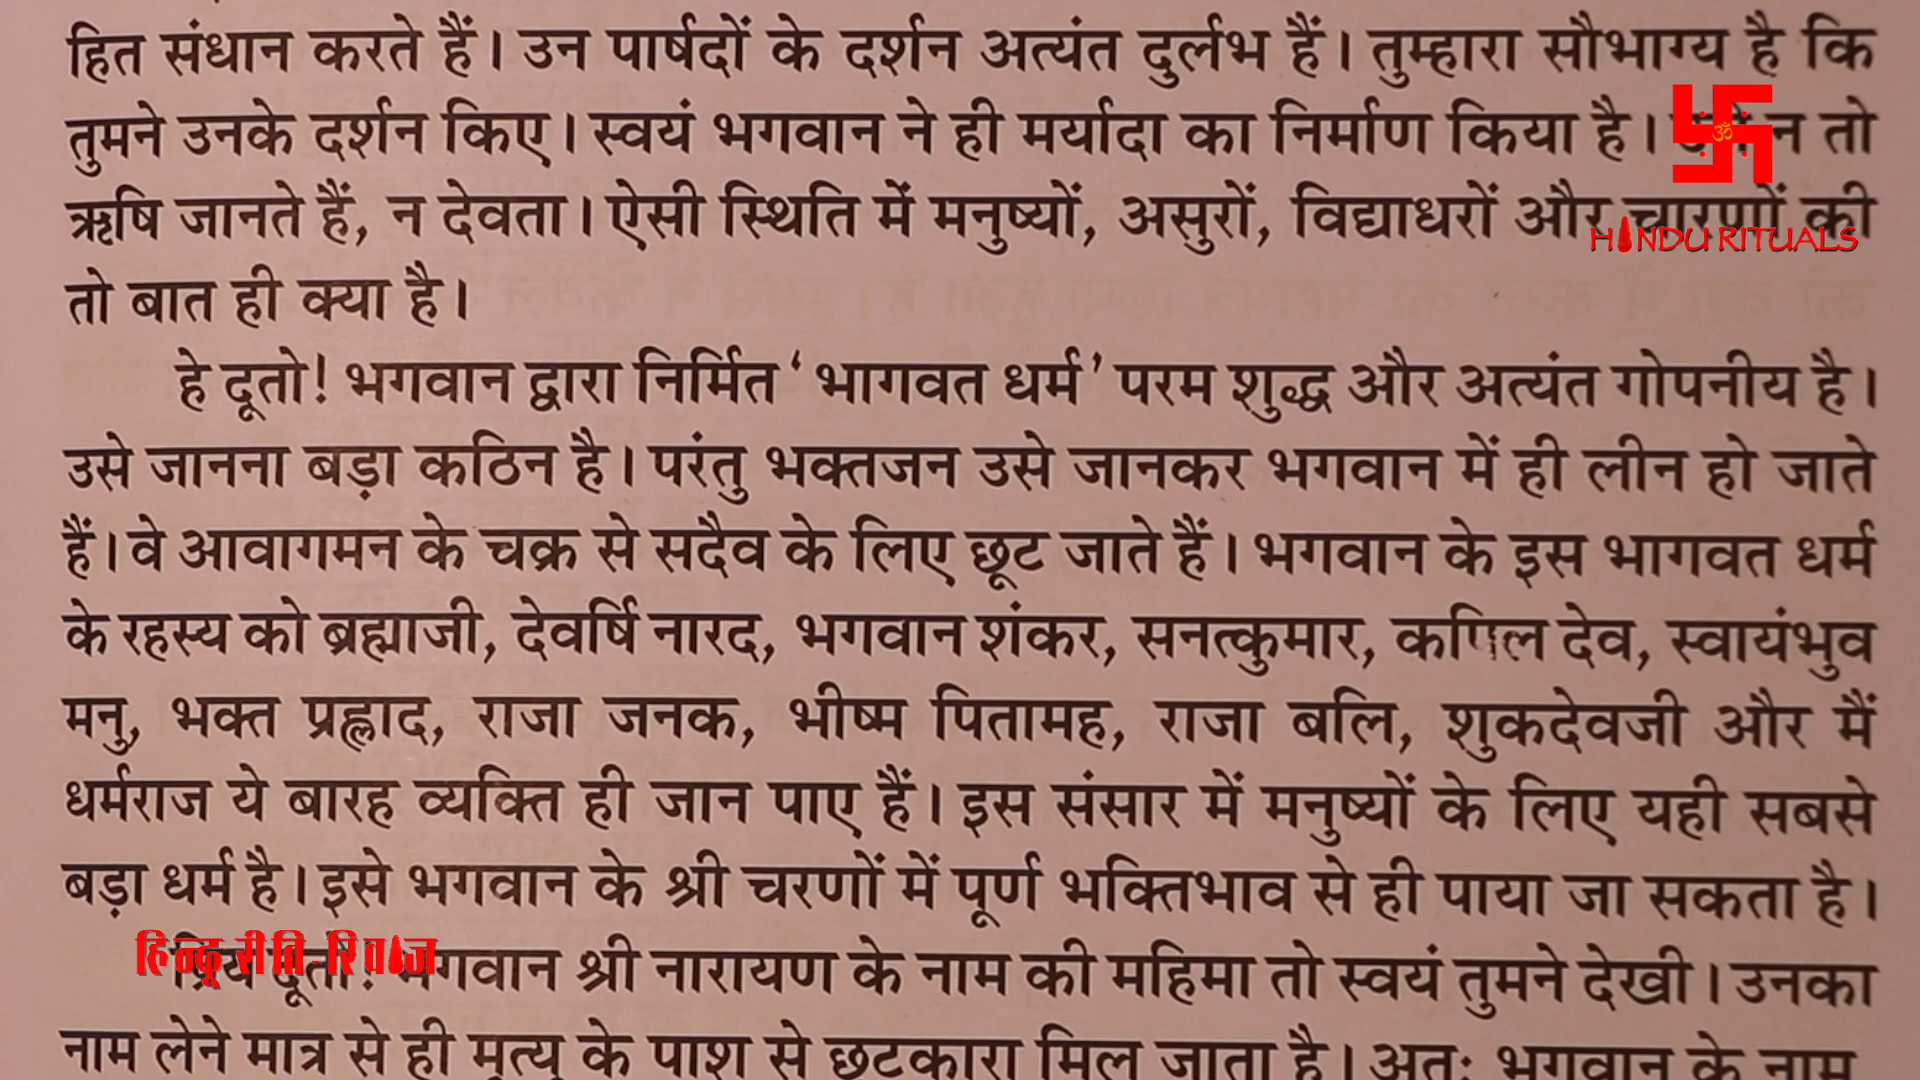 हित संधान करते हैं। उन पार्षदों के दर्शन अत्यंत दुर्लभ हैं। तुम्हारा सौभाग्य है कि
तुमने उनके दर्शन किए। स्वयं भगवान ने ही मर्यादा का निर्माण किया है। न तो
ऋषि जानते हैं, न देवता। ऐसी स्थिति में मनुष्यों, असुरों, विद्याधरों और चारणों की
HINDU RITUALS
तो बात ही क्या है।
हे दूतो! भगवान द्वारा निर्मित ‘भागवत धर्म’ परम शुद्ध और अत्यंत गोपनीय है।
उसे जानना बड़ा कठिन है। परंतु भक्तजन उसे जानकर भगवान में ही लीन हो जाते
हैं। वे आवागमन के चक्र से सदैव के लिए छूट जाते हैं। भगवान के इस भागवत धर्म
के रहस्य को ब्रह्माजी, देवर्षि नारद, भगवान शंकर, सनत्कुमार, कपिल देव, स्वायंभुव
मनु, भक्त प्रह्लाद, राजा जनक, भीष्म पितामह, राजा बलि, शुकदेवजी और मैं
धर्मराज ये बारह व्यक्ति ही जान पाए हैं। इस संसार में मनुष्यों के लिए यही सबसे
बड़ा धर्म है। इसे भगवान के श्री चरणों में पूर्ण भक्तिभाव से ही पाया जा सकता है।
हिन्दू रीति-रिवाज
प्रिय दूतो! भगवान श्री नारायण के नाम की महिमा तो स्वयं तुमने देखी। उनका
नाम लेने मात्र से ही मृत्यु के पाश से छुटकारा मिल जाता है। अतः भगवान के नाम